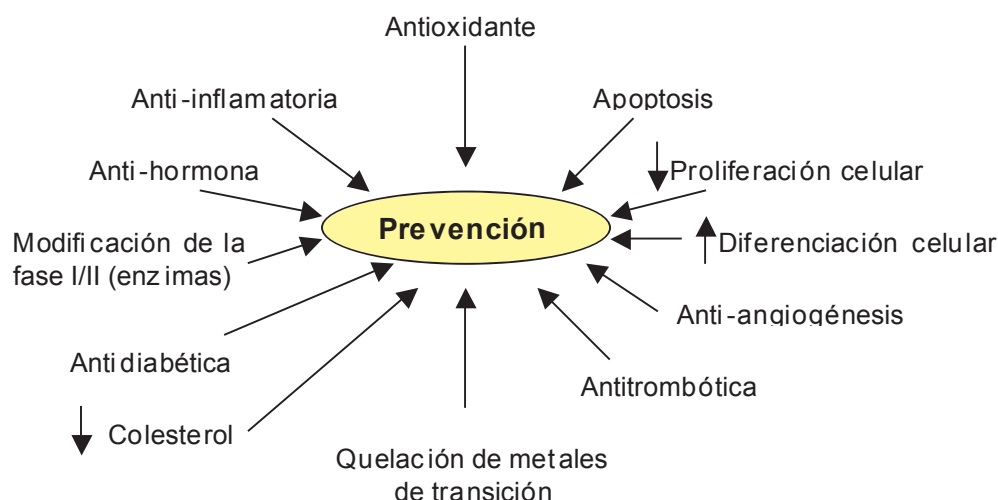 Antioxidante
Anti-inflamatoria
Apoptosis
Anti-hormona
↓ Proliferación celular
Prevención
Modificación de la
fase I/II (enzimas)
↑ Diferenciación celular
Anti-angiogénesis
Antidiabética
Antitrombótica
↓ Colesterol
Quelación de metales
de transición